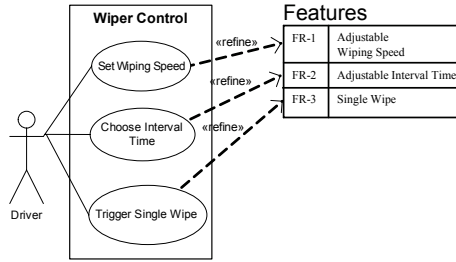 Wiper Control
Features
Set Wiping Speed
«refine»
FR-1 Adjustable
Wiping Speed
«refine»
FR-2 Adjustable Interval Time
Choose Interval
Time
«refine»
FR-3 Single Wipe
Trigger Single Wipe
Driver